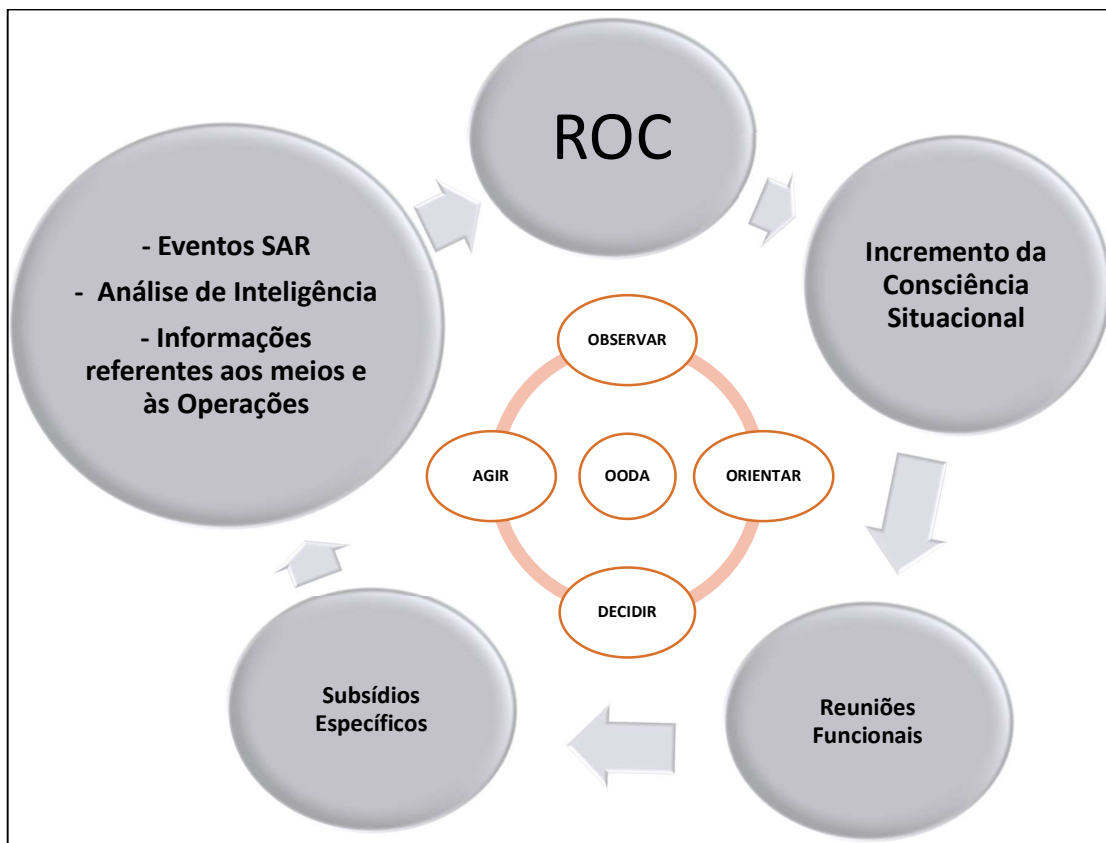 ROC
- Eventos SAR
- Análise de Inteligência
- Informações
referentes aos meios e
às Operações
Incremento da
Consciência
Situacional
OBSERVAR
AGIR
OODA
ORIENTAR
DECIDIR
Subsídios
Específicos
Reuniões
Funcionais